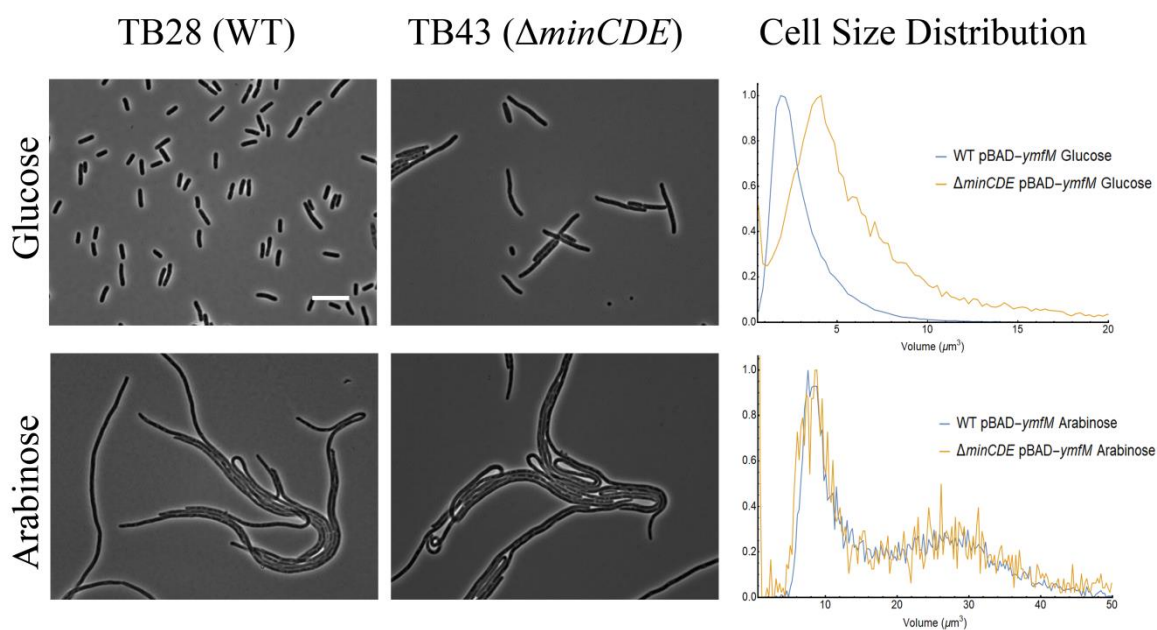 TB28 (WT)
TB43 (ΔminCDE)
Cell Size Distribution
Glucose
1.0
0.8
0.6
0.4
0.2
0.0
5
10
15
20
Volume (μm³)
WT pBAD-ymfM Glucose
ΔminCDE pBAD-ymfM Glucose
Arabinose
1.0
0.8
0.6
0.4
0.2
0.0
10
20
30
40
50
Volume (μm³)
WT pBAD-ymfM Arabinose
ΔminCDE pBAD-ymfM Arabinose